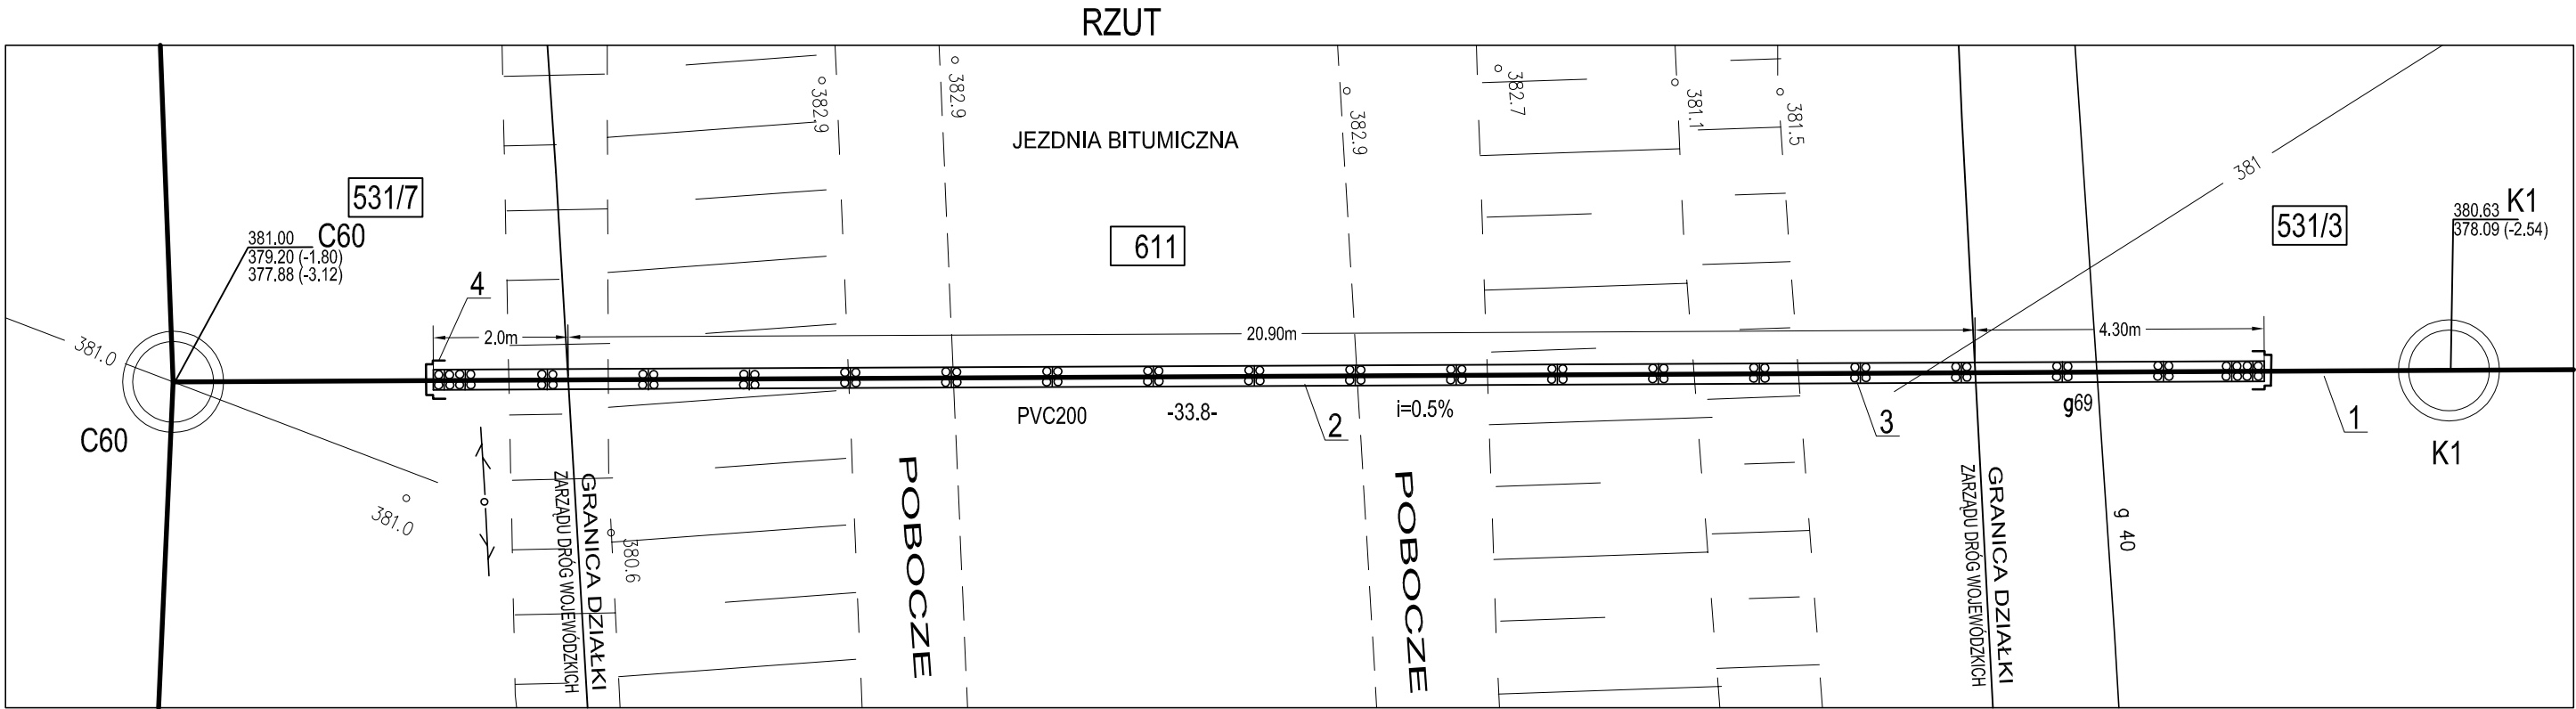 RZUT
382.9
382.9
382.9
382.7
381.1
381.5
JEZDNIA BITUMICZNA
381
531/7
611
531/3
381.00 C60
379.20 (-1.80)
377.88 (-3.12)
380.63 K1
378.09 (-2.54)
4
2.0m
20.90m
4.30m
381.0
PVC200 -33.8- i=0.5%
2
3
g69
1
C60
K1
381.0
380.6
GRANICA DZIAŁKI
ZARZĄDU DRÓG WOJEWÓDZKICH
POBOCZE
POBOCZE
GRANICA DZIAŁKI
ZARZĄDU DRÓG WOJEWÓDZKICH
g 40